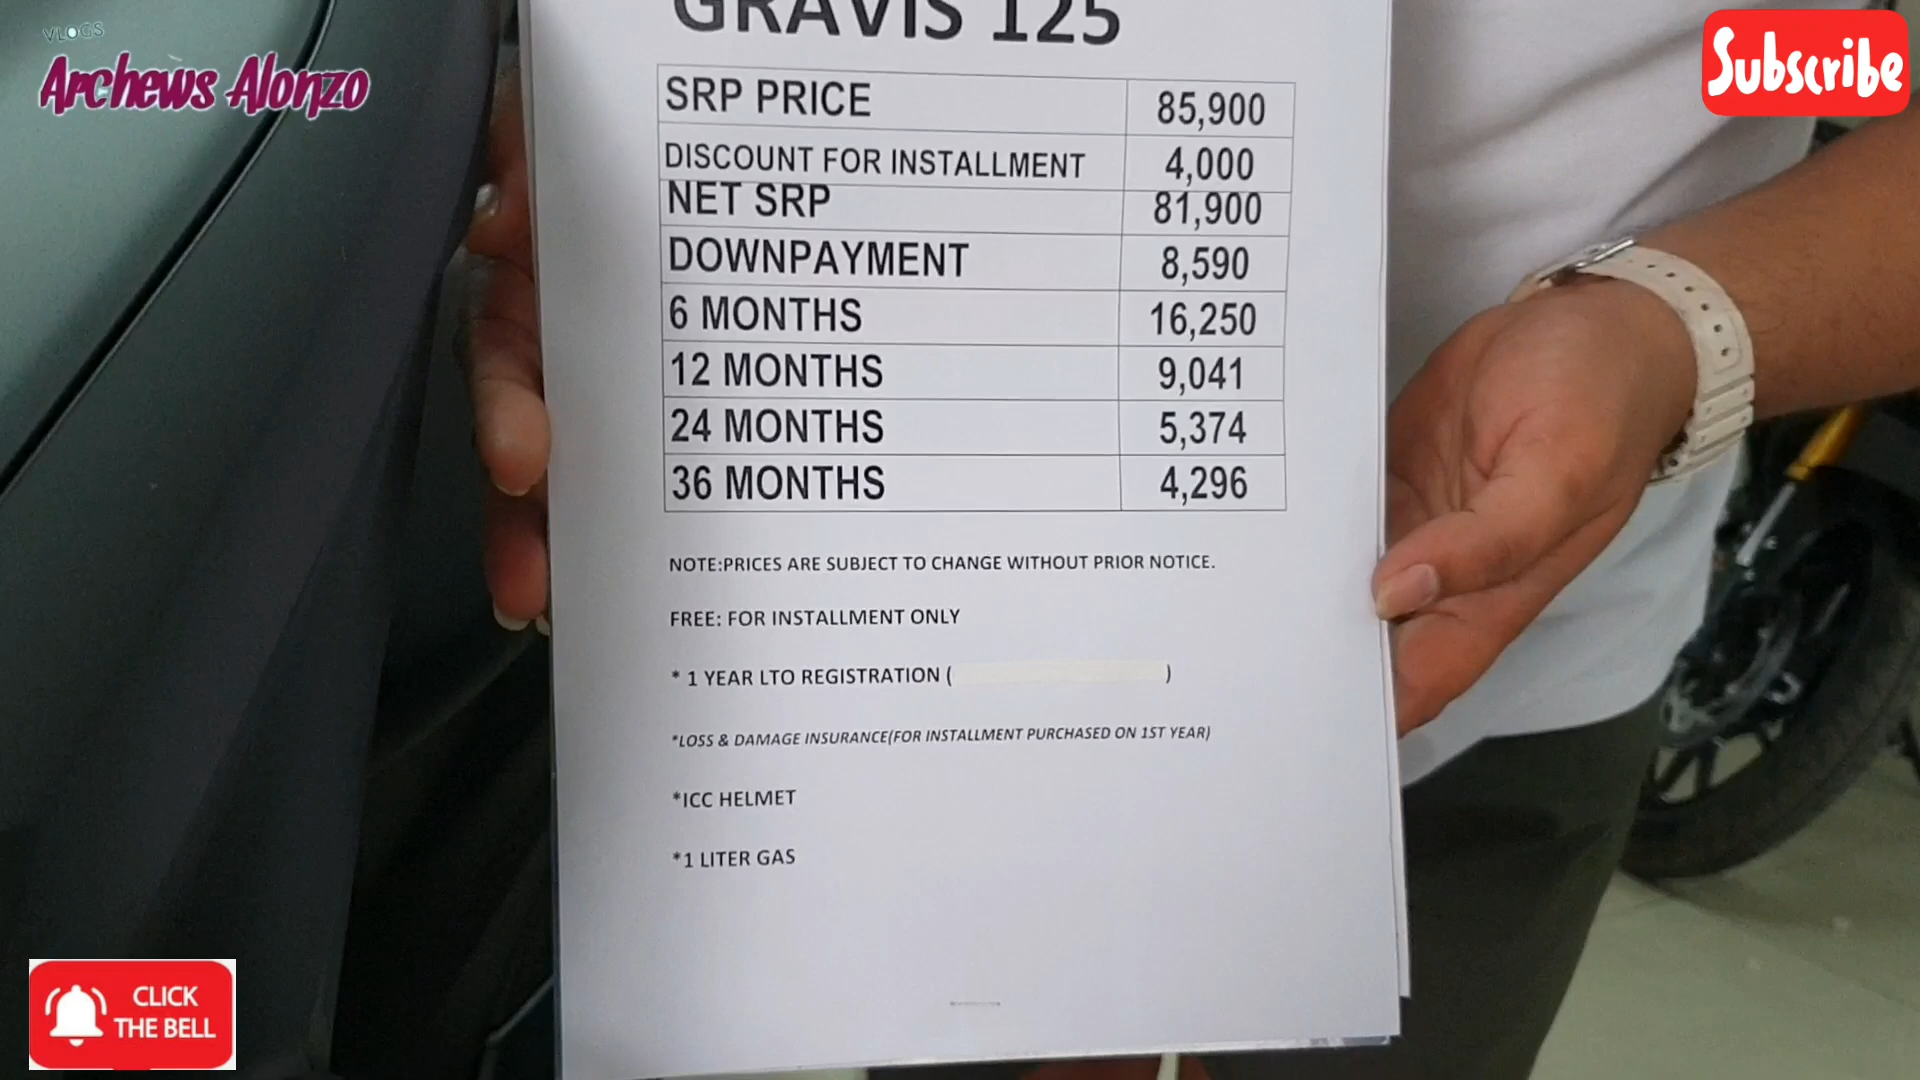 VLOGS
Archews Alonzo
Subscribe
GRAVIS 125
SRP PRICE 85,900
DISCOUNT FOR INSTALLMENT 4,000
NET SRP 81,900
DOWNPAYMENT 8,590
6 MONTHS 16,250
12 MONTHS 9,041
24 MONTHS 5,374
36 MONTHS 4,296
NOTE:PRICES ARE SUBJECT TO CHANGE WITHOUT PRIOR NOTICE.
FREE: FOR INSTALLMENT ONLY
* 1 YEAR LTO REGISTRATION ( )
*LOSS & DAMAGE INSURANCE(FOR INSTALLMENT PURCHASED ON 1ST YEAR)
*ICC HELMET
*1 LITER GAS
CLICK
THE BELL